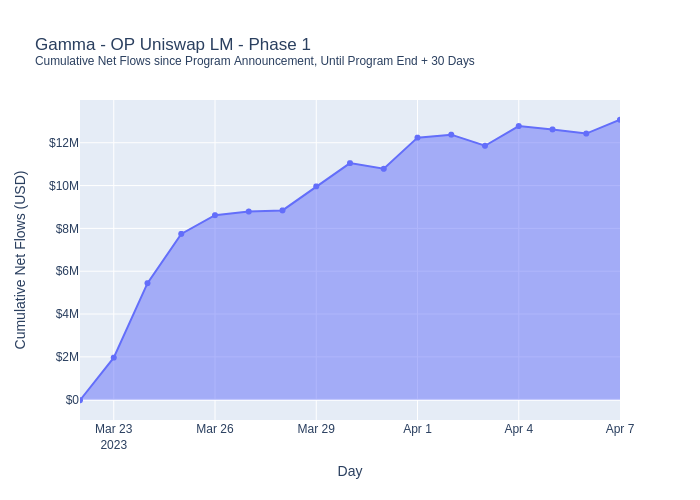 Gamma - OP Uniswap LM - Phase 1
Cumulative Net Flows since Program Announcement, Until Program End + 30 Days
Cumulative Net Flows (USD)
$12M
$10M
$8M
$6M
$4M
$2M
$0
Mar 23
2023
Mar 26
Mar 29
Apr 1
Apr 4
Apr 7
Day